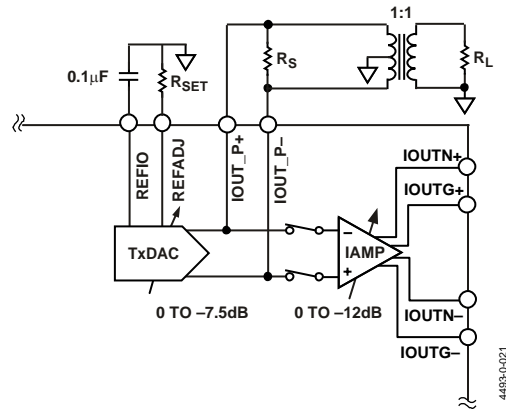 1:1
0.1µF
RSET
RS
RL
REFIO
REFADJ
IOUT_P+
IOUT_P–
IOUTN+
IOUTG+
TxDAC
–
IAMP
+
0 TO –7.5dB
0 TO –12dB
IOUTN–
IOUTG–
4493-0-021